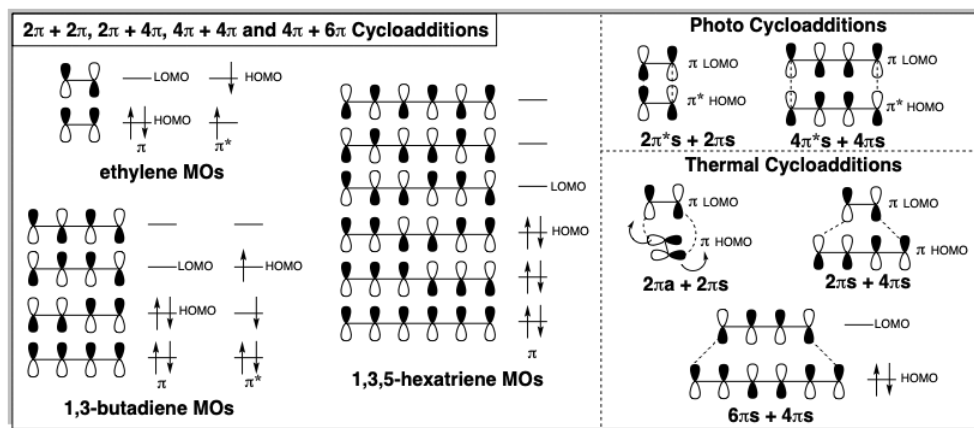 2π + 2π, 2π + 4π, 4π + 4π and 4π + 6π Cycloadditions
LOMO
HOMO
HOMO
π
π*
ethylene MOs
LOMO
HOMO
HOMO
π
π*
1,3-butadiene MOs
LOMO
HOMO
π
1,3,5-hexatriene MOs
Photo Cycloadditions
π LOMO
π* HOMO
2π*s + 2πs
π LOMO
π* HOMO
4π*s + 4πs
Thermal Cycloadditions
π LOMO
π HOMO
2πa + 2πs
π LOMO
π HOMO
2πs + 4πs
LOMO
HOMO
6πs + 4πs